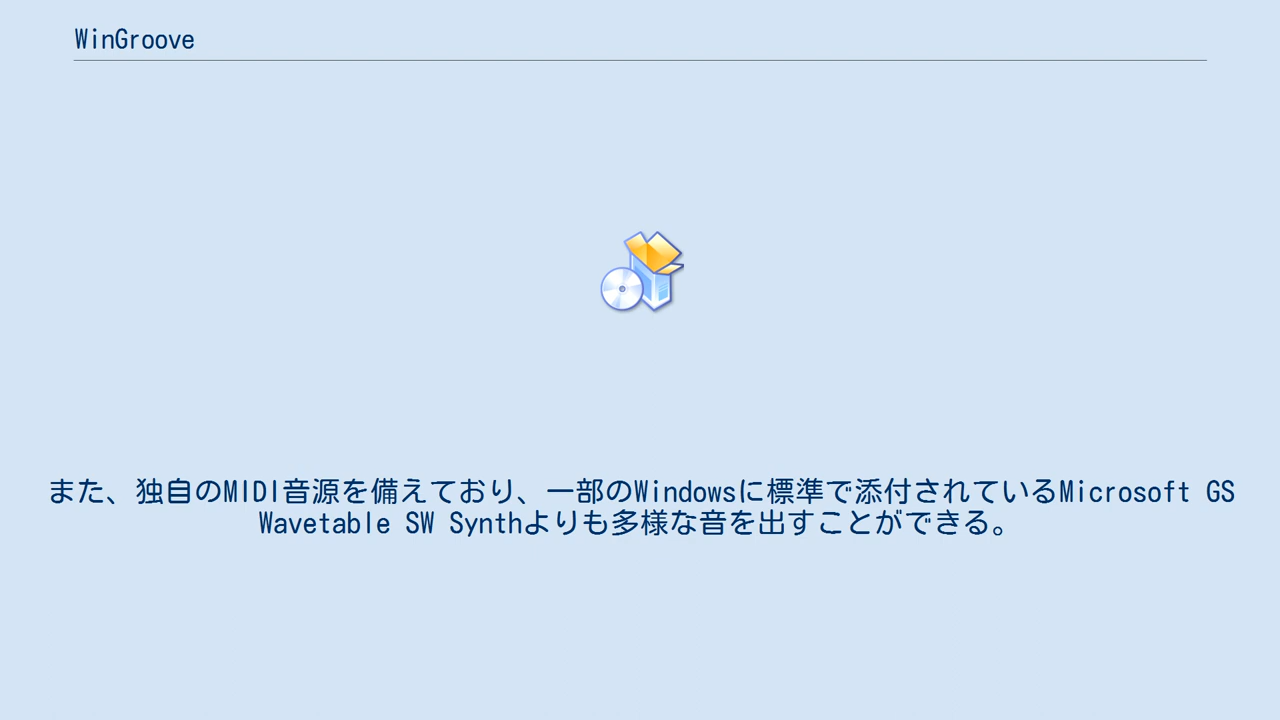 WinGroove
また、独自のMIDI音源を備えており、一部のWindowsに標準で添付されているMicrosoft GS
Wavetable SW Synthよりも多様な音を出すことができる。